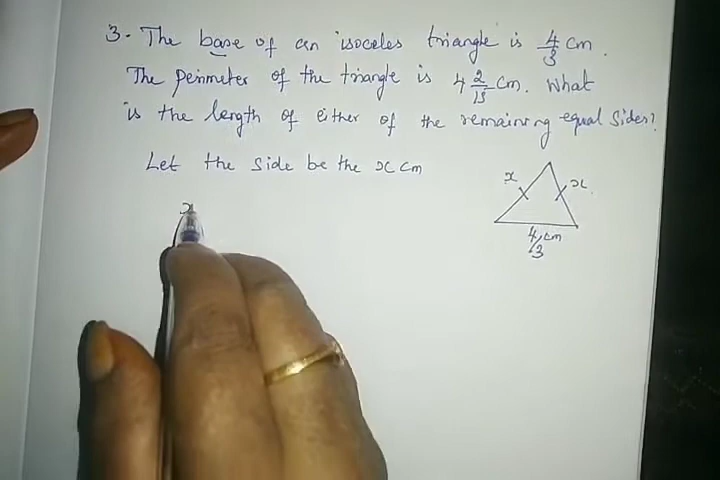 3. The base of an isoceles triangle is 4/3 cm.
The perimeter of the triangle is 4 2/15 cm. What
is the length of either of the remaining equal sides?
Let the side be the x cm
x
x
x
4/3 cm